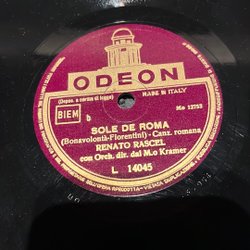 ODEON
(Depos. a norma di legge)
MADE IN ITALY
BIEM
b
Mo 12753
SOLE DE ROMA
(Bonavolontà-Fiorentini) - Canz. romana
RENATO RASCEL
con Orch. dir. dal M.o Kramer
L 14045